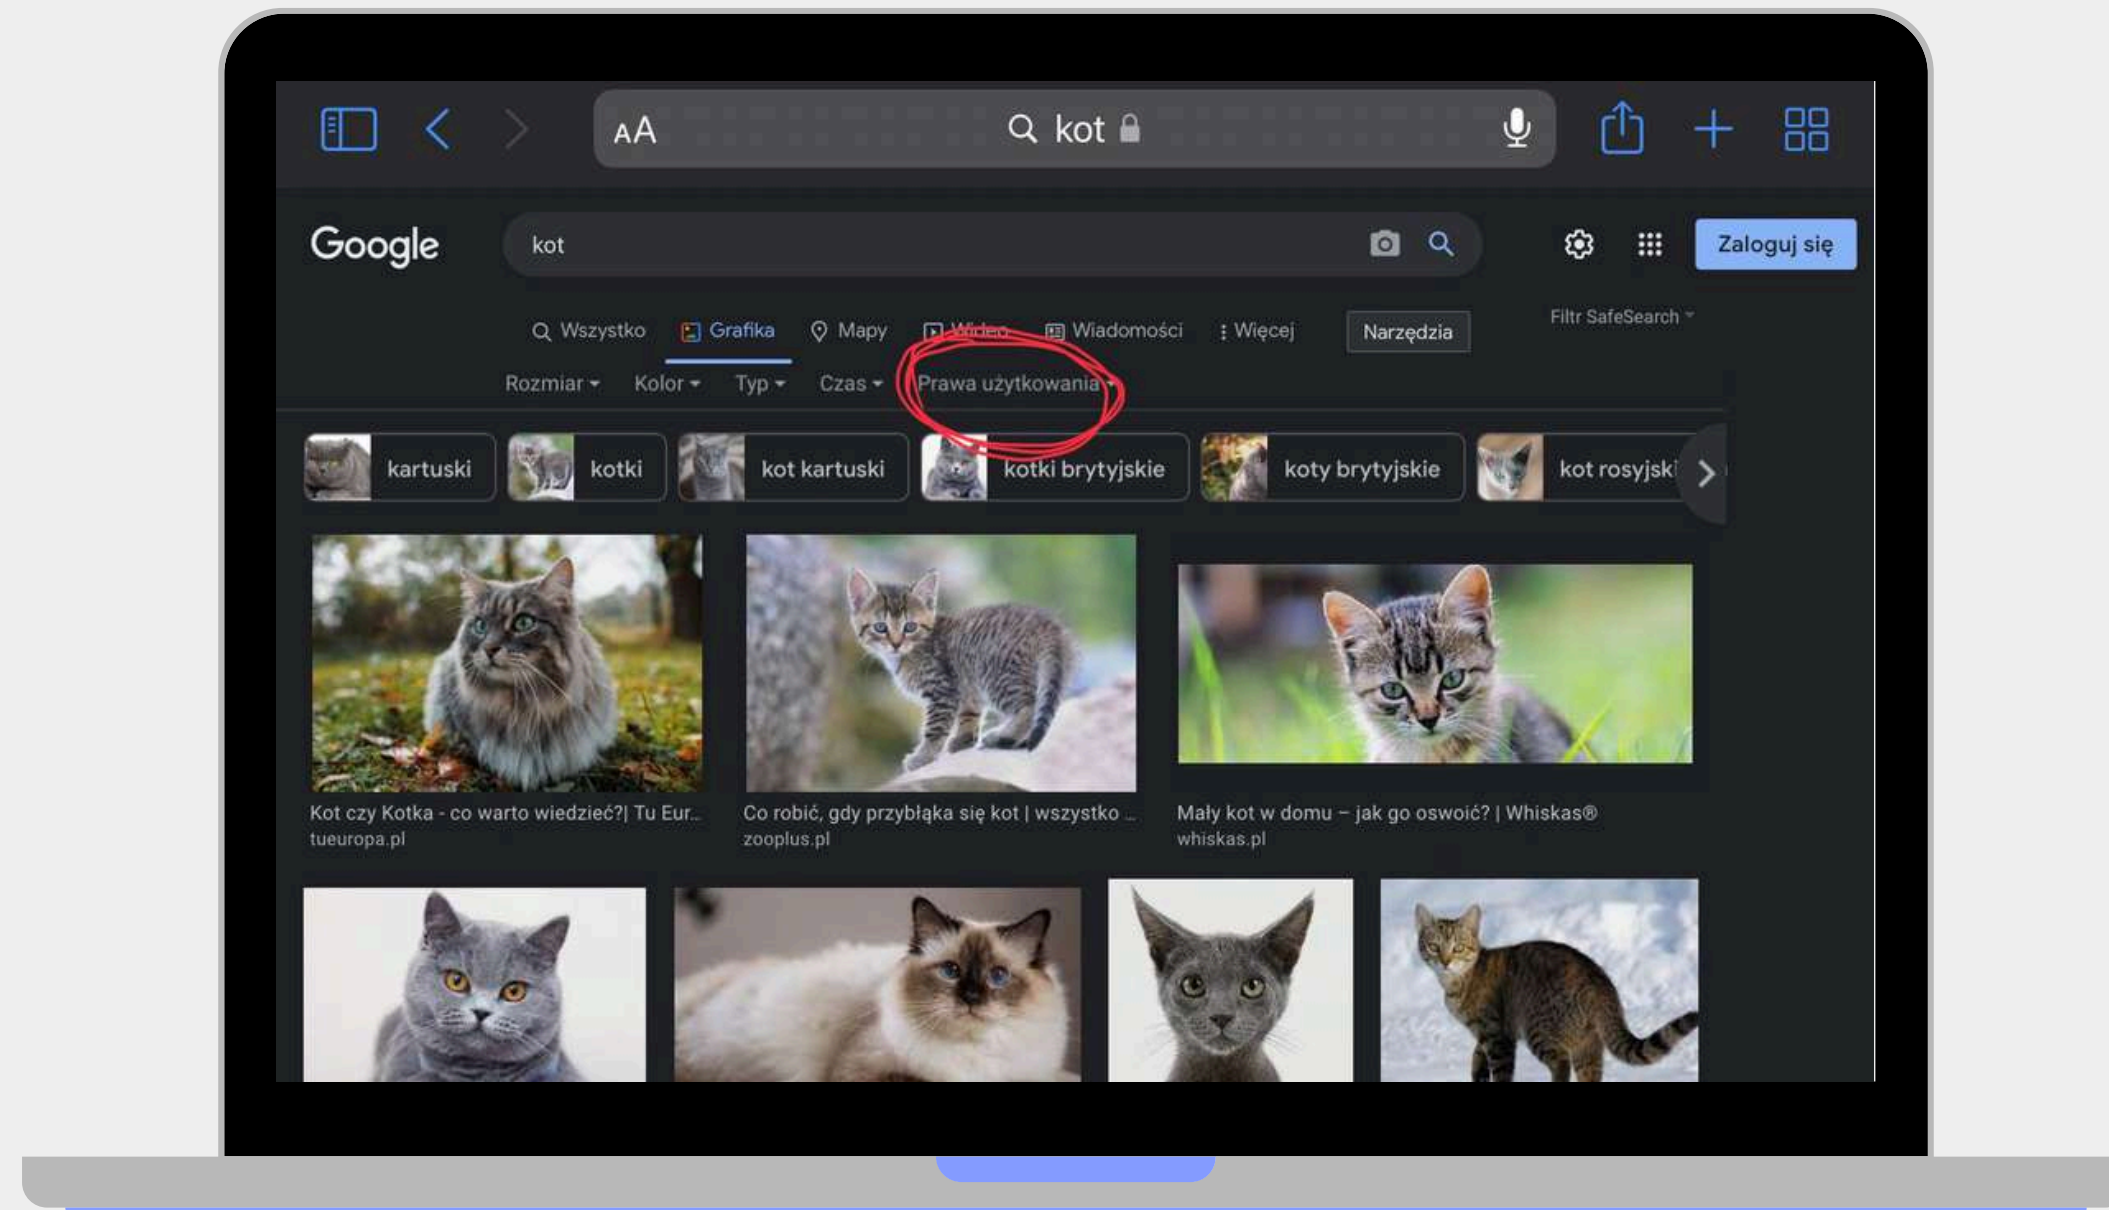 AA kot
Google kot Zaloguj się
Wszystko Grafika Mapy Wideo Wiadomości Więcej Narzędzia Filtr SafeSearch
Rozmiar Kolor Typ Czas Prawa użytkowania
kartuski kotki kot kartuski kotki brytyjskie koty brytyjskie kot rosyjski
Kot czy Kotka - co warto wiedzieć?| Tu Eur...
tueuropa.pl
Co robić, gdy przybłąka się kot | wszystko ...
zooplus.pl
Mały kot w domu – jak go oswoić? | Whiskas®
whiskas.pl